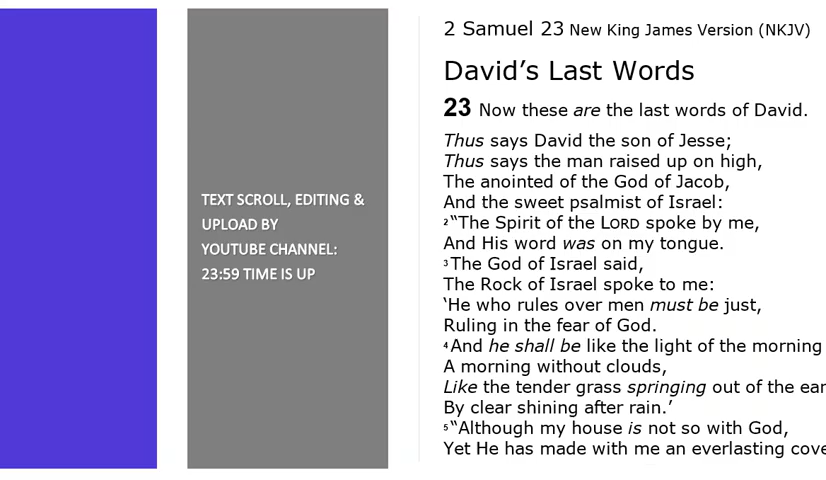 TEXT SCROLL, EDITING &
UPLOAD BY
YOUTUBE CHANNEL:
23:59 TIME IS UP
2 Samuel 23 New King James Version (NKJV)
David’s Last Words
23 Now these are the last words of David.
Thus says David the son of Jesse;
Thus says the man raised up on high,
The anointed of the God of Jacob,
And the sweet psalmist of Israel:
2 “The Spirit of the LORD spoke by me,
And His word was on my tongue.
3 The God of Israel said,
The Rock of Israel spoke to me:
‘He who rules over men must be just,
Ruling in the fear of God.
4 And he shall be like the light of the morning
A morning without clouds,
Like the tender grass springing out of the
By clear shining after rain.’
5 “Although my house is not so with God,
Yet He has made with me an everlasting